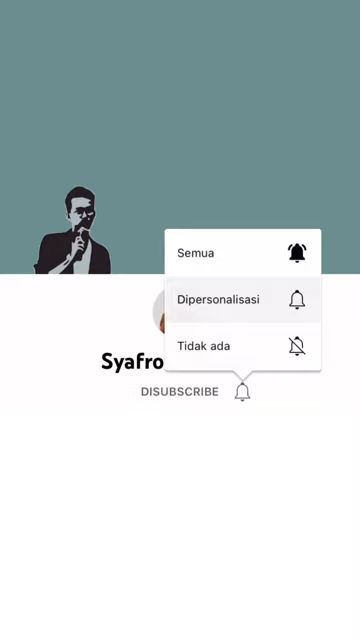 Semua
Dipersonalisasi
Tidak ada
Syafro
DISUBSCRIBE